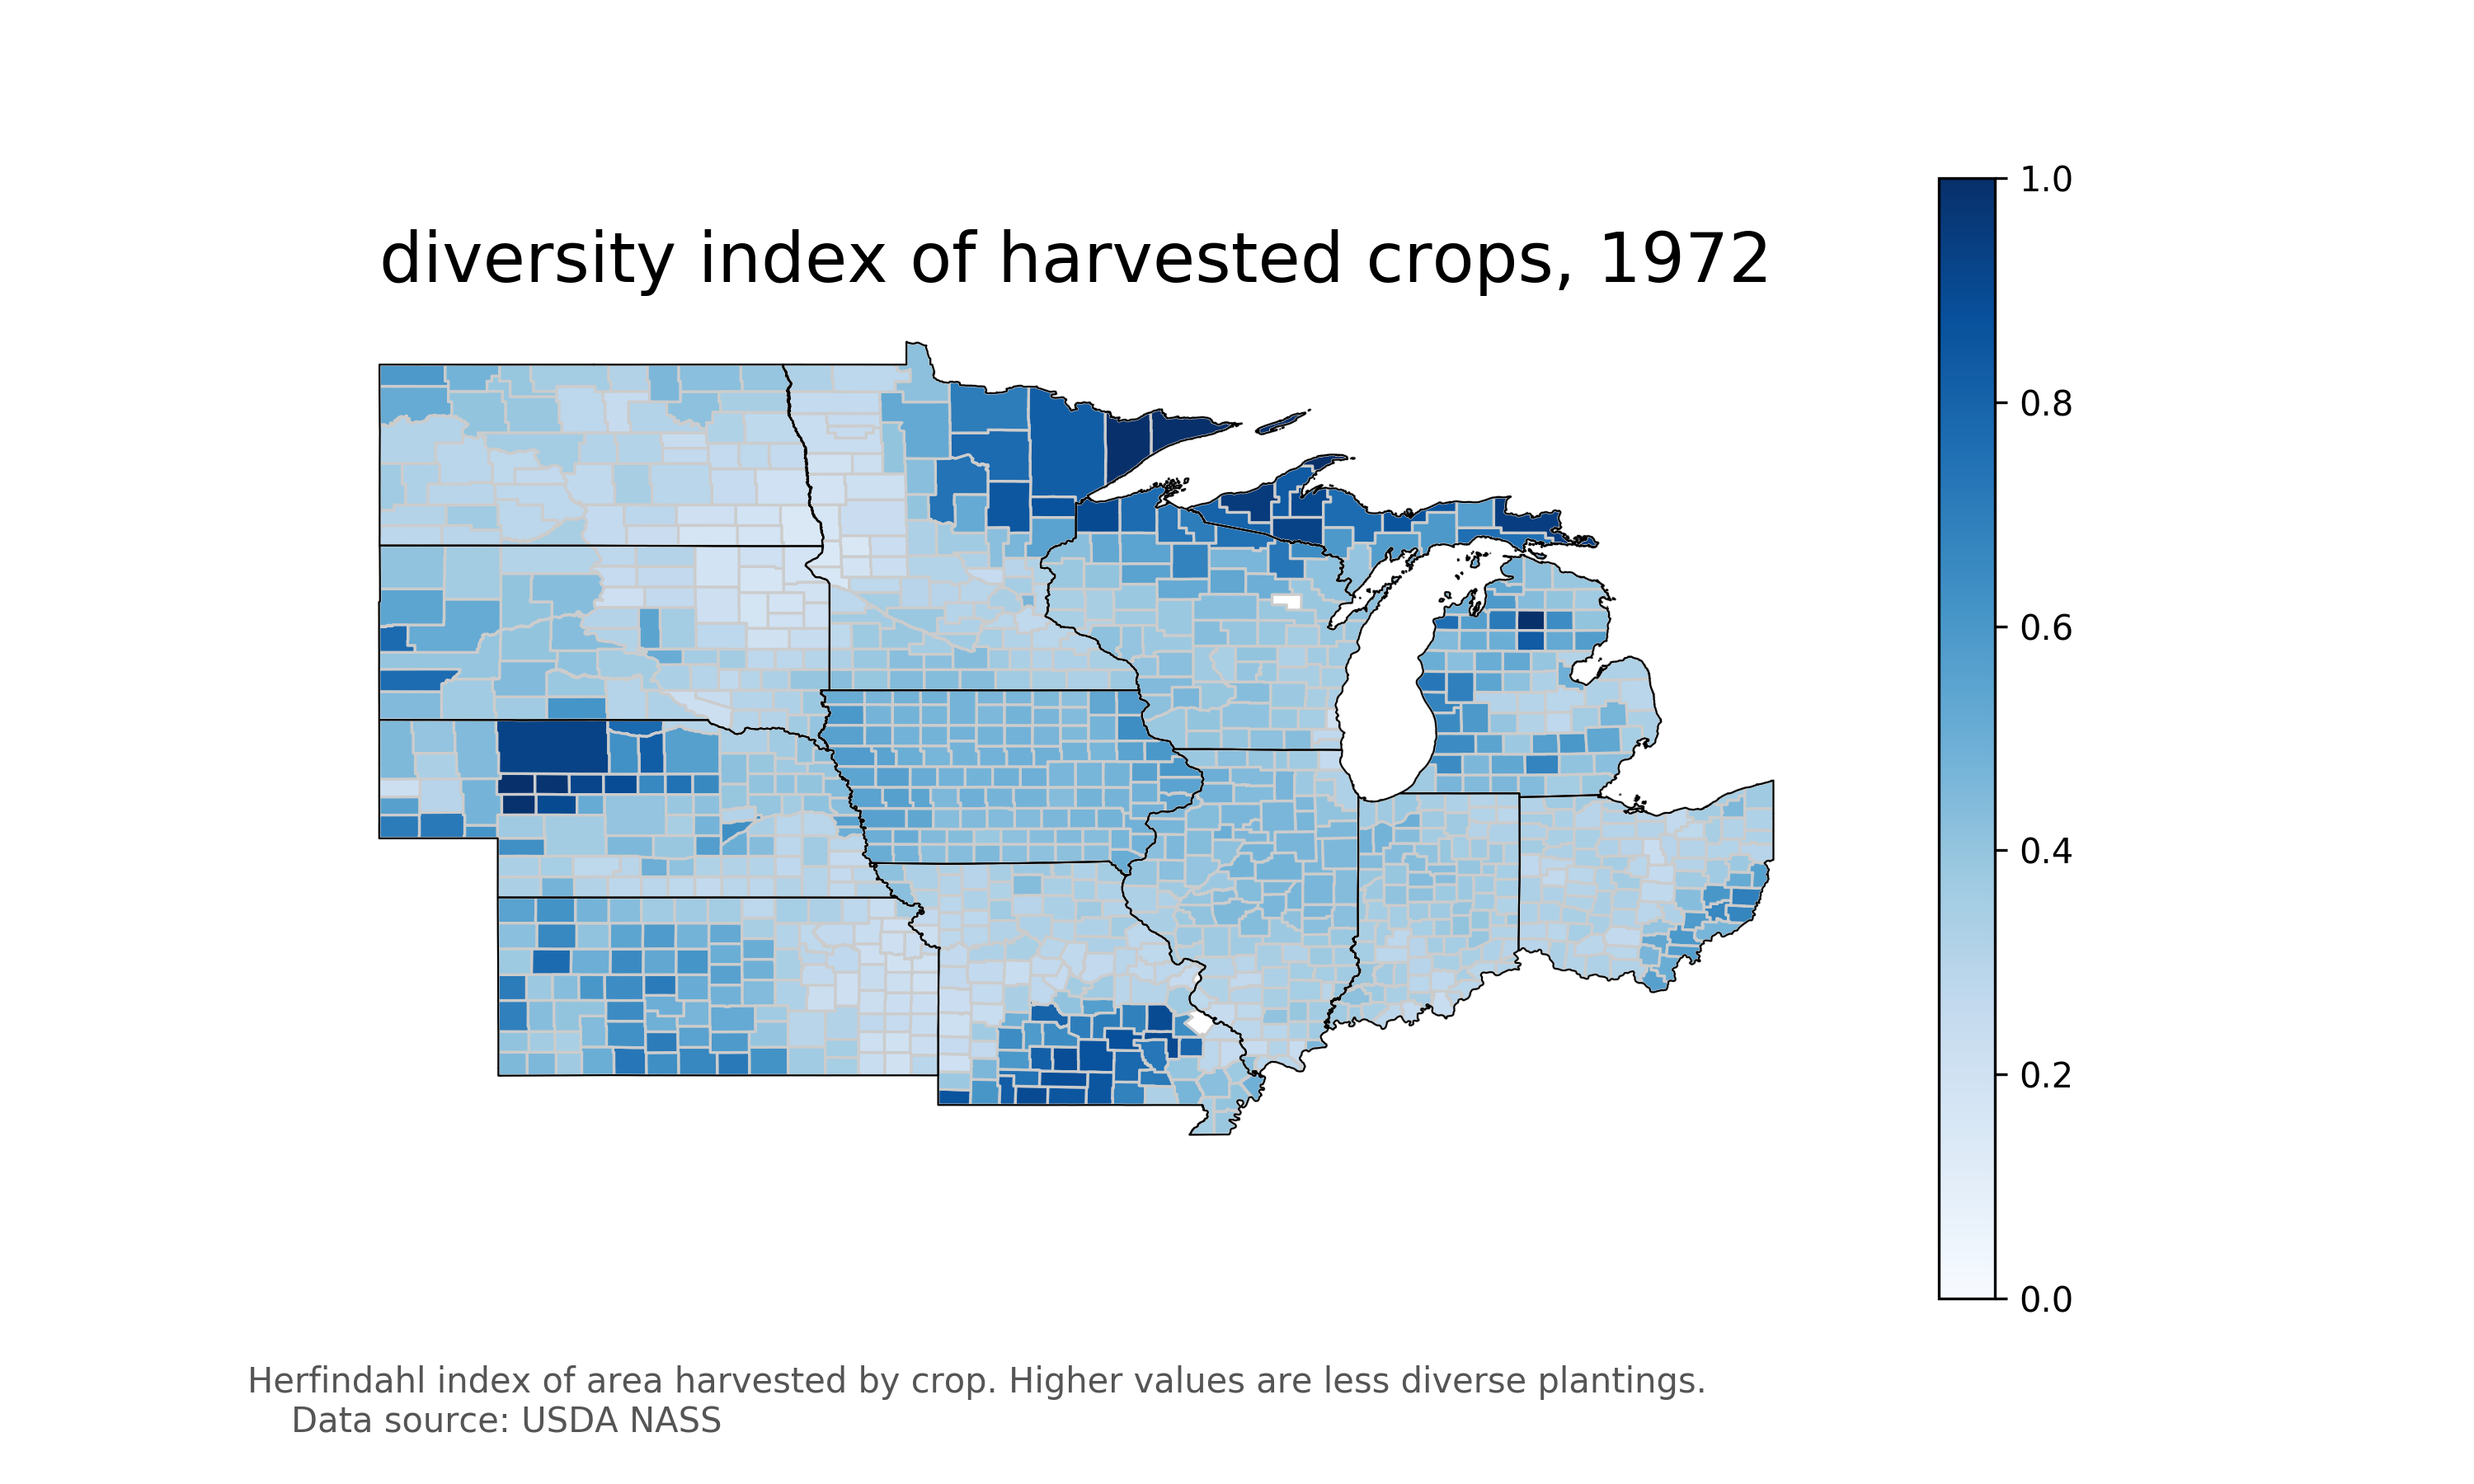 diversity index of harvested crops, 1972
1.0
0.8
0.6
0.4
0.2
0.0
Herfindahl index of area harvested by crop. Higher values are less diverse plantings.
Data source: USDA NASS